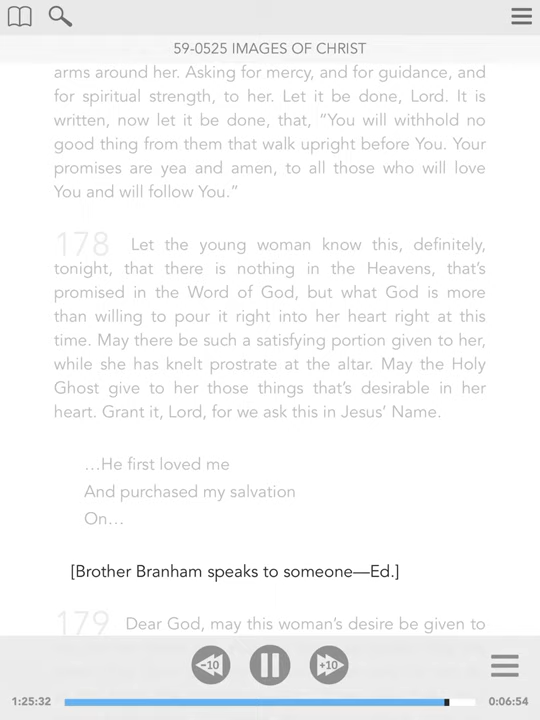 59-0525 IMAGES OF CHRIST
arms around her. Asking for mercy, and for guidance, and
for spiritual strength, to her. Let it be done, Lord. It is
written, now let it be done, that, “You will withhold no
good thing from them that walk upright before You. Your
promises are yea and amen, to all those who will love
You and will follow You.”
178 Let the young woman know this, definitely,
tonight, that there is nothing in the Heavens, that’s
promised in the Word of God, but what God is more
than willing to pour it right into her heart right at this
time. May there be such a satisfying portion given to her,
while she has knelt prostrate at the altar. May the Holy
Ghost give to her those things that’s desirable in her
heart. Grant it, Lord, for we ask this in Jesus’ Name.
…He first loved me
And purchased my salvation
On…
[Brother Branham speaks to someone—Ed.]
179 Dear God, may this woman’s desire be given to
-10
+10
1:25:32
0:06:54